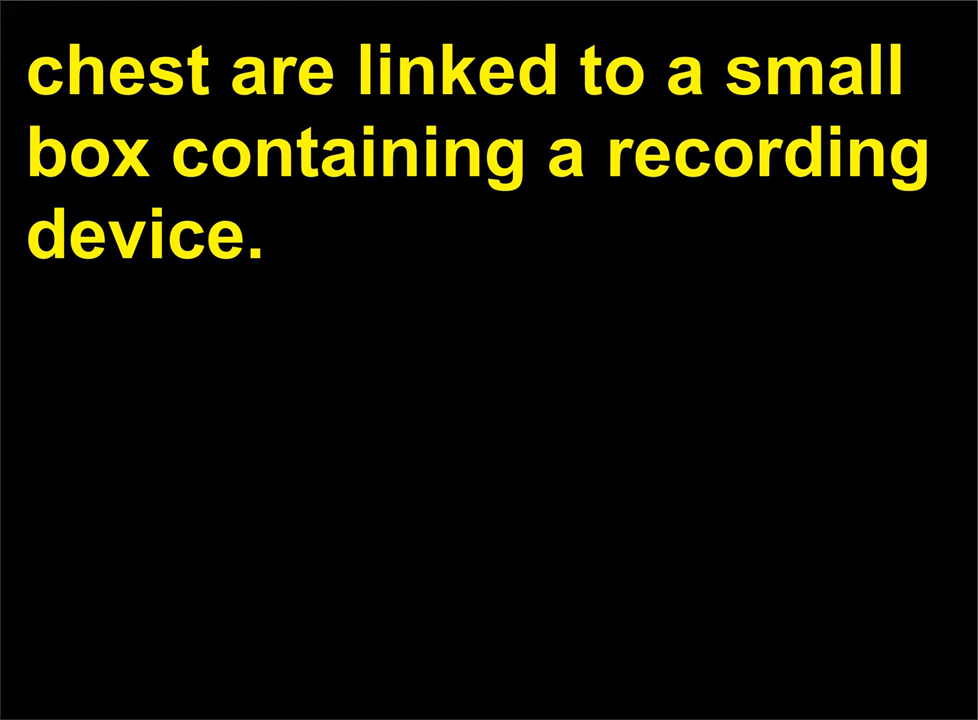 chest are linked to a small
box containing a recording
device.